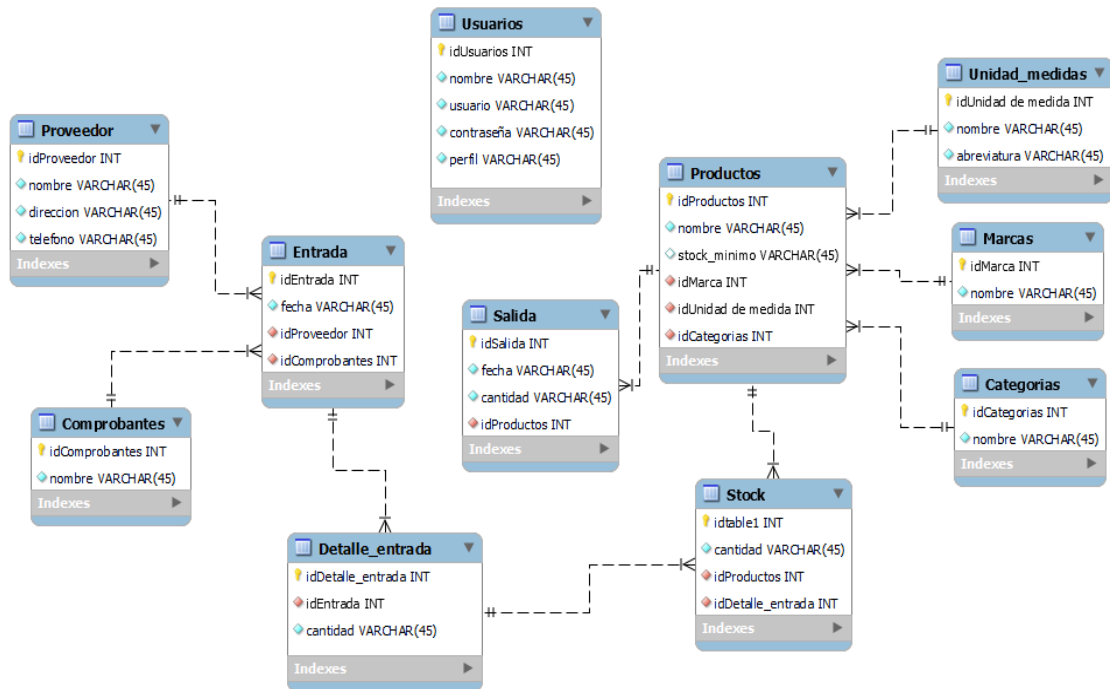 Usuarios
idUsuarios INT
nombre VARCHAR(45)
usuario VARCHAR(45)
contraseña VARCHAR(45)
perfil VARCHAR(45)
Indexes
Unidad_medidas
idUnidad de medida INT
nombre VARCHAR(45)
abreviatura VARCHAR(45)
Indexes
Proveedor
idProveedor INT
nombre VARCHAR(45)
direccion VARCHAR(45)
telefono VARCHAR(45)
Indexes
Productos
idProductos INT
nombre VARCHAR(45)
stock_minimo VARCHAR(45)
idMarca INT
idUnidad de medida INT
idCategorias INT
Indexes
Marcas
idMarca INT
nombre VARCHAR(45)
Indexes
Entrada
idEntrada INT
fecha VARCHAR(45)
idProveedor INT
idComprobantes INT
Indexes
Salida
idSalida INT
fecha VARCHAR(45)
cantidad VARCHAR(45)
idProductos INT
Indexes
Categorias
idCategorias INT
nombre VARCHAR(45)
Indexes
Comprobantes
idComprobantes INT
nombre VARCHAR(45)
Indexes
Stock
idtable1 INT
cantidad VARCHAR(45)
idProductos INT
idDetalle_entrada INT
Indexes
Detalle_entrada
idDetalle_entrada INT
idEntrada INT
cantidad VARCHAR(45)
Indexes